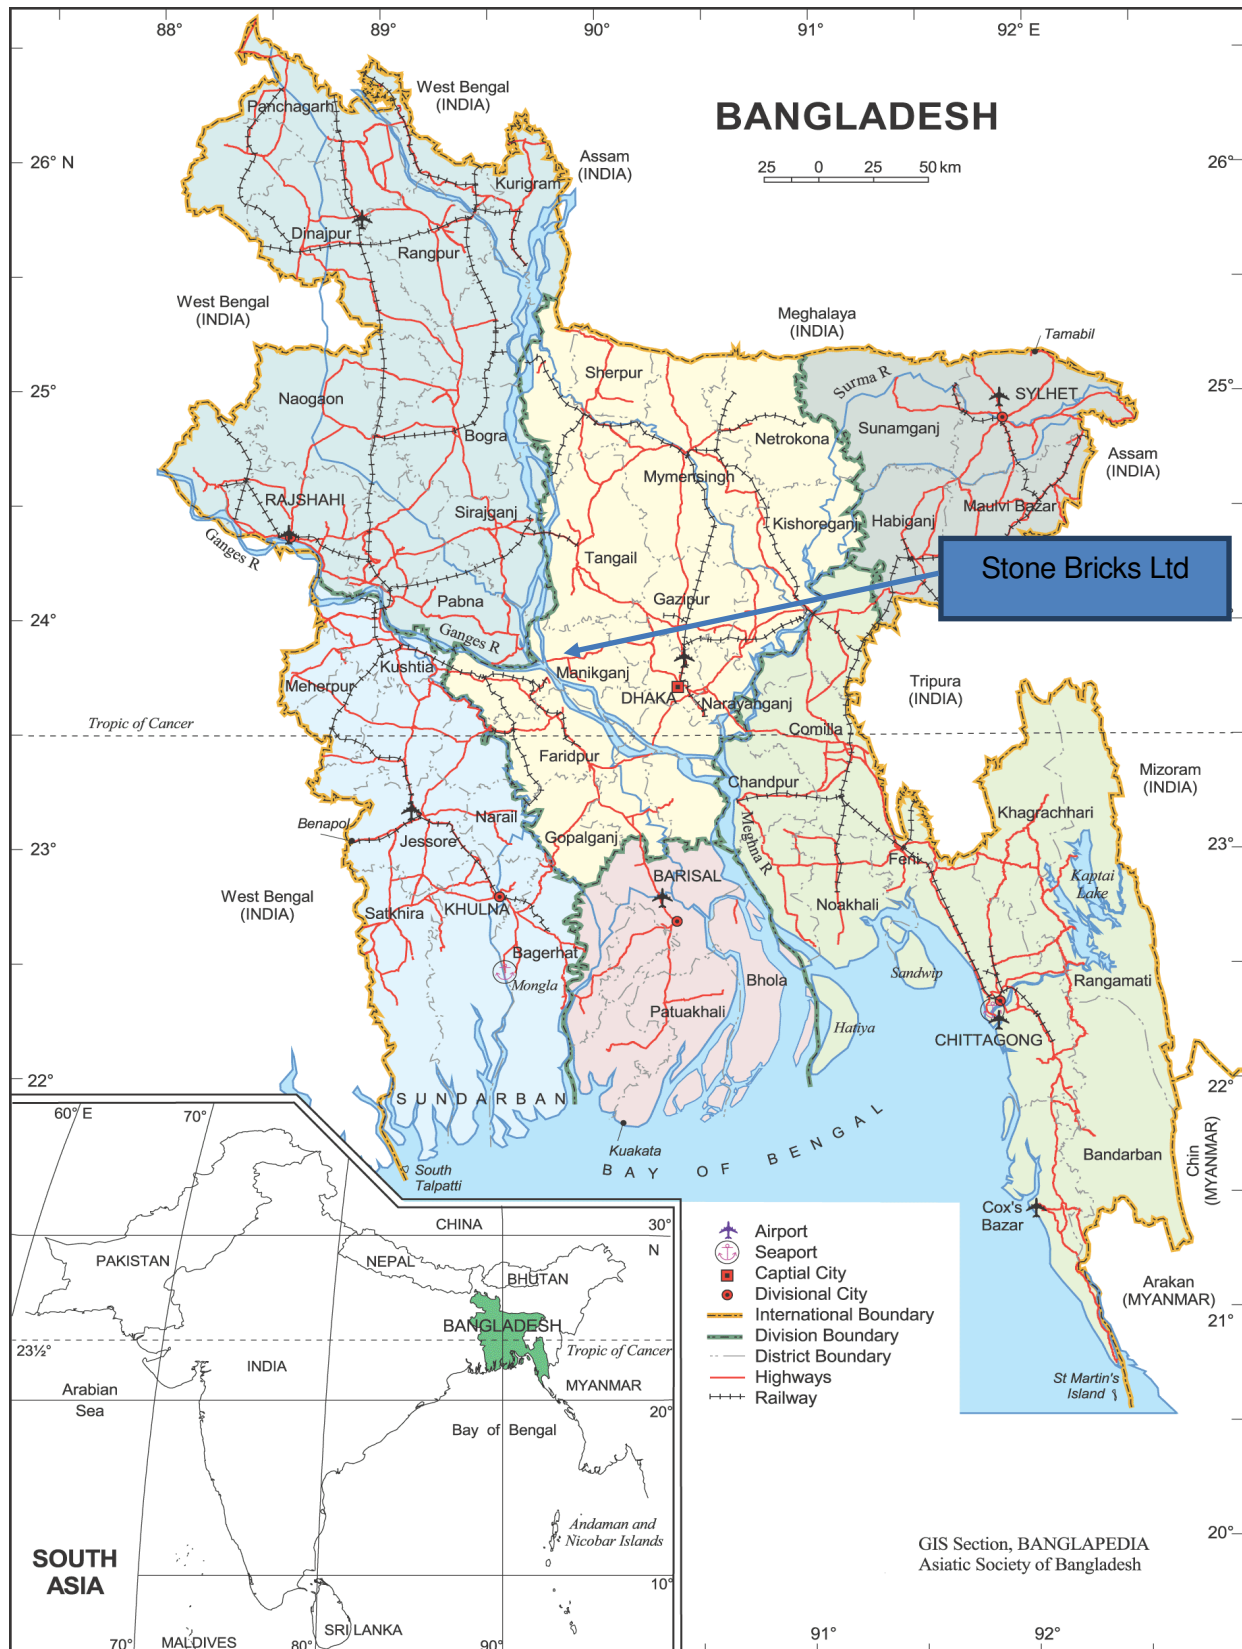 88°
89°
90°
91°
92° E
BANGLADESH
25
0
25
50 km
26° N
26°
25°
25°
24°
24°
23°
23°
22°
22°
21°
20°
91°
92°
West Bengal
(INDIA)
Assam
(INDIA)
Panchagarh
Kurigram
Dinajpur
Rangpur
West Bengal
(INDIA)
Meghalaya
(INDIA)
Tamabil
Sherpur
Surma R
SYLHET
Naogaon
Sunamganj
Bogra
Netrokona
Assam
(INDIA)
Mymertsingh
RAJSHAHI
Sirajganj
Kishoreganj
Habiganj
Maulvi Bazar
Ganges R
Tangail
Stone Bricks Ltd
Pabna
Gazipur
Ganges R
Kushtia
Manikganj
Meherpur
DHAKA
Narayanganj
Tripura
(INDIA)
Tropic of Cancer
Comilla
Faridpur
Mizoram
(INDIA)
Chandpur
Khagrachhari
Benapol
Narail
Jessore
Gopalganj
Meghna R
Feni
BARISAL
Kaptai
Lake
West Bengal
(INDIA)
Satkhira
KHULNA
Noakhali
Bagerhat
Sandwip
Mongla
Bhola
Rangamati
Patuakhali
Hatiya
CHITTAGONG
SUNDARBAN
Kuakata
BAY OF BENGAL
South
Talpatti
Bandarban
Chin
(MYANMAR)
Cox's
Bazar
Arakan
(MYANMAR)
St Martin's
Island
Airport
Seaport
Captial City
Divisional City
International Boundary
Division Boundary
District Boundary
Highways
Railway
GIS Section, BANGLAPEDIA
Asiatic Society of Bangladesh
60° E
70°
CHINA
30°
N
PAKISTAN
NEPAL
BHUTAN
BANGLADESH
23½°
Tropic of Cancer
INDIA
MYANMAR
Arabian
Sea
20°
Bay of Bengal
Andaman and
Nicobar Islands
SOUTH
ASIA
10°
SRI LANKA
MALDIVES
70°
80°
90°